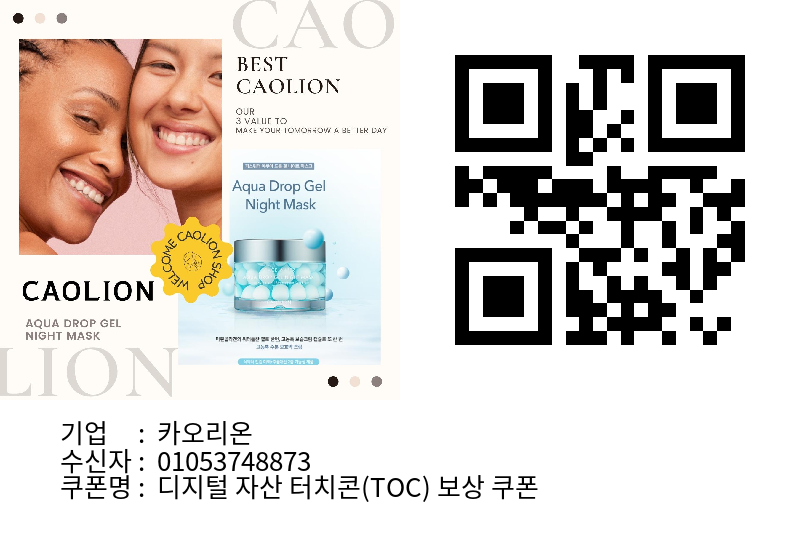 CAO
BEST
CAOLION
OUR
3 VALUE TO
MAKE YOUR TOMORROW A BETTER DAY
Aqua Drop Gel
Night Mask
WELCOME CAOLION SHOP
CAOLION
AQUA DROP GEL
NIGHT MASK
LION
기업 : 카오리온
수신자 : 01053748873
쿠폰명 : 디지털 자산 터치콘(TOC) 보상 쿠폰